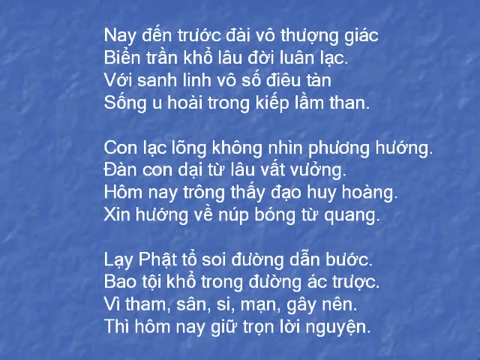 Nay đến trước đài vô thượng giác
Biển trần khổ lâu đời luân lạc.
Với sanh linh vô số điêu tàn
Sống u hoài trong kiếp lầm than.
Con lạc lõng không nhìn phương hướng.
Đàn con dại từ lâu vất vưởng.
Hôm nay trông thấy đạo huy hoàng.
Xin hướng về núp bóng từ quang.
Lạy Phật tổ soi đường dẫn bước.
Bao tội khổ trong đường ác trược.
Vì tham, sân, si, mạn, gây nên.
Thì hôm nay giữ trọn lời nguyện.